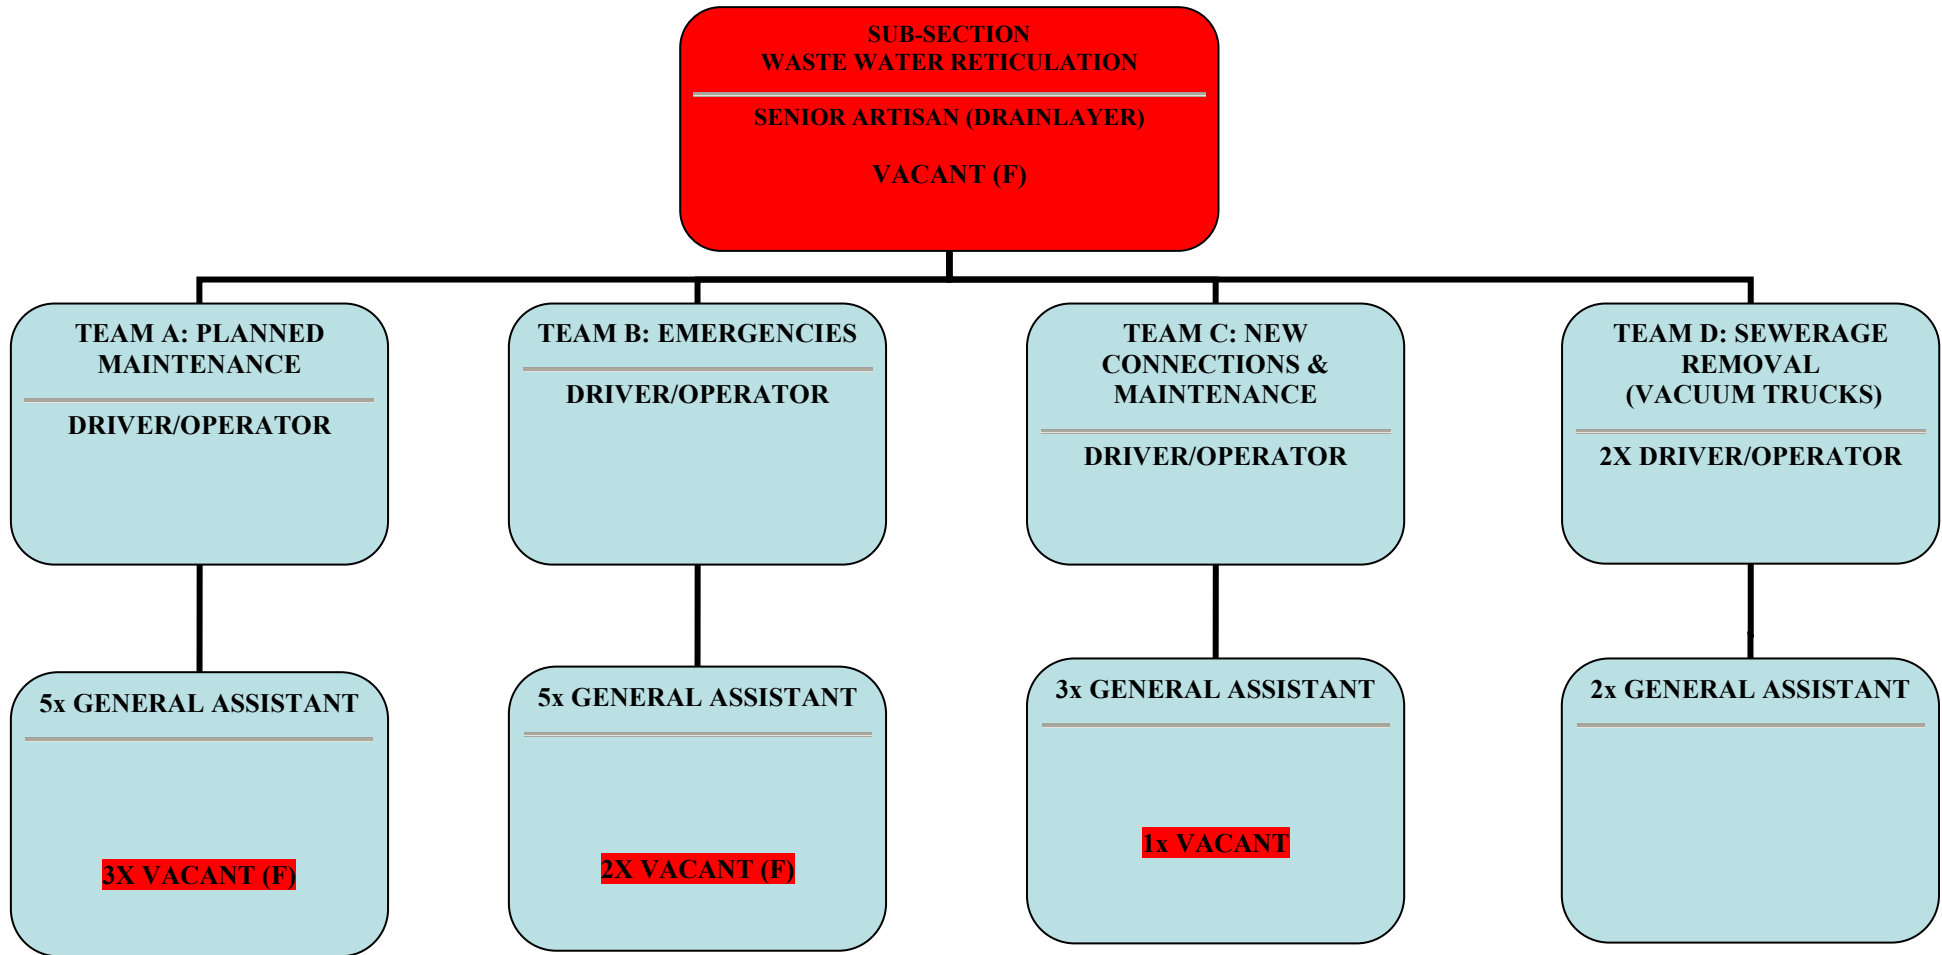 SUB-SECTION
WASTE WATER RETICULATION
SENIOR ARTISAN (DRAINLAYER)
VACANT (F)
TEAM A: PLANNED
MAINTENANCE
DRIVER/OPERATOR
TEAM B: EMERGENCIES
DRIVER/OPERATOR
TEAM C: NEW
CONNECTIONS &
MAINTENANCE
DRIVER/OPERATOR
TEAM D: SEWERAGE
REMOVAL
(VACUUM TRUCKS)
2X DRIVER/OPERATOR
5x GENERAL ASSISTANT
3X VACANT (F)
5x GENERAL ASSISTANT
2X VACANT (F)
3x GENERAL ASSISTANT
1x VACANT
2x GENERAL ASSISTANT